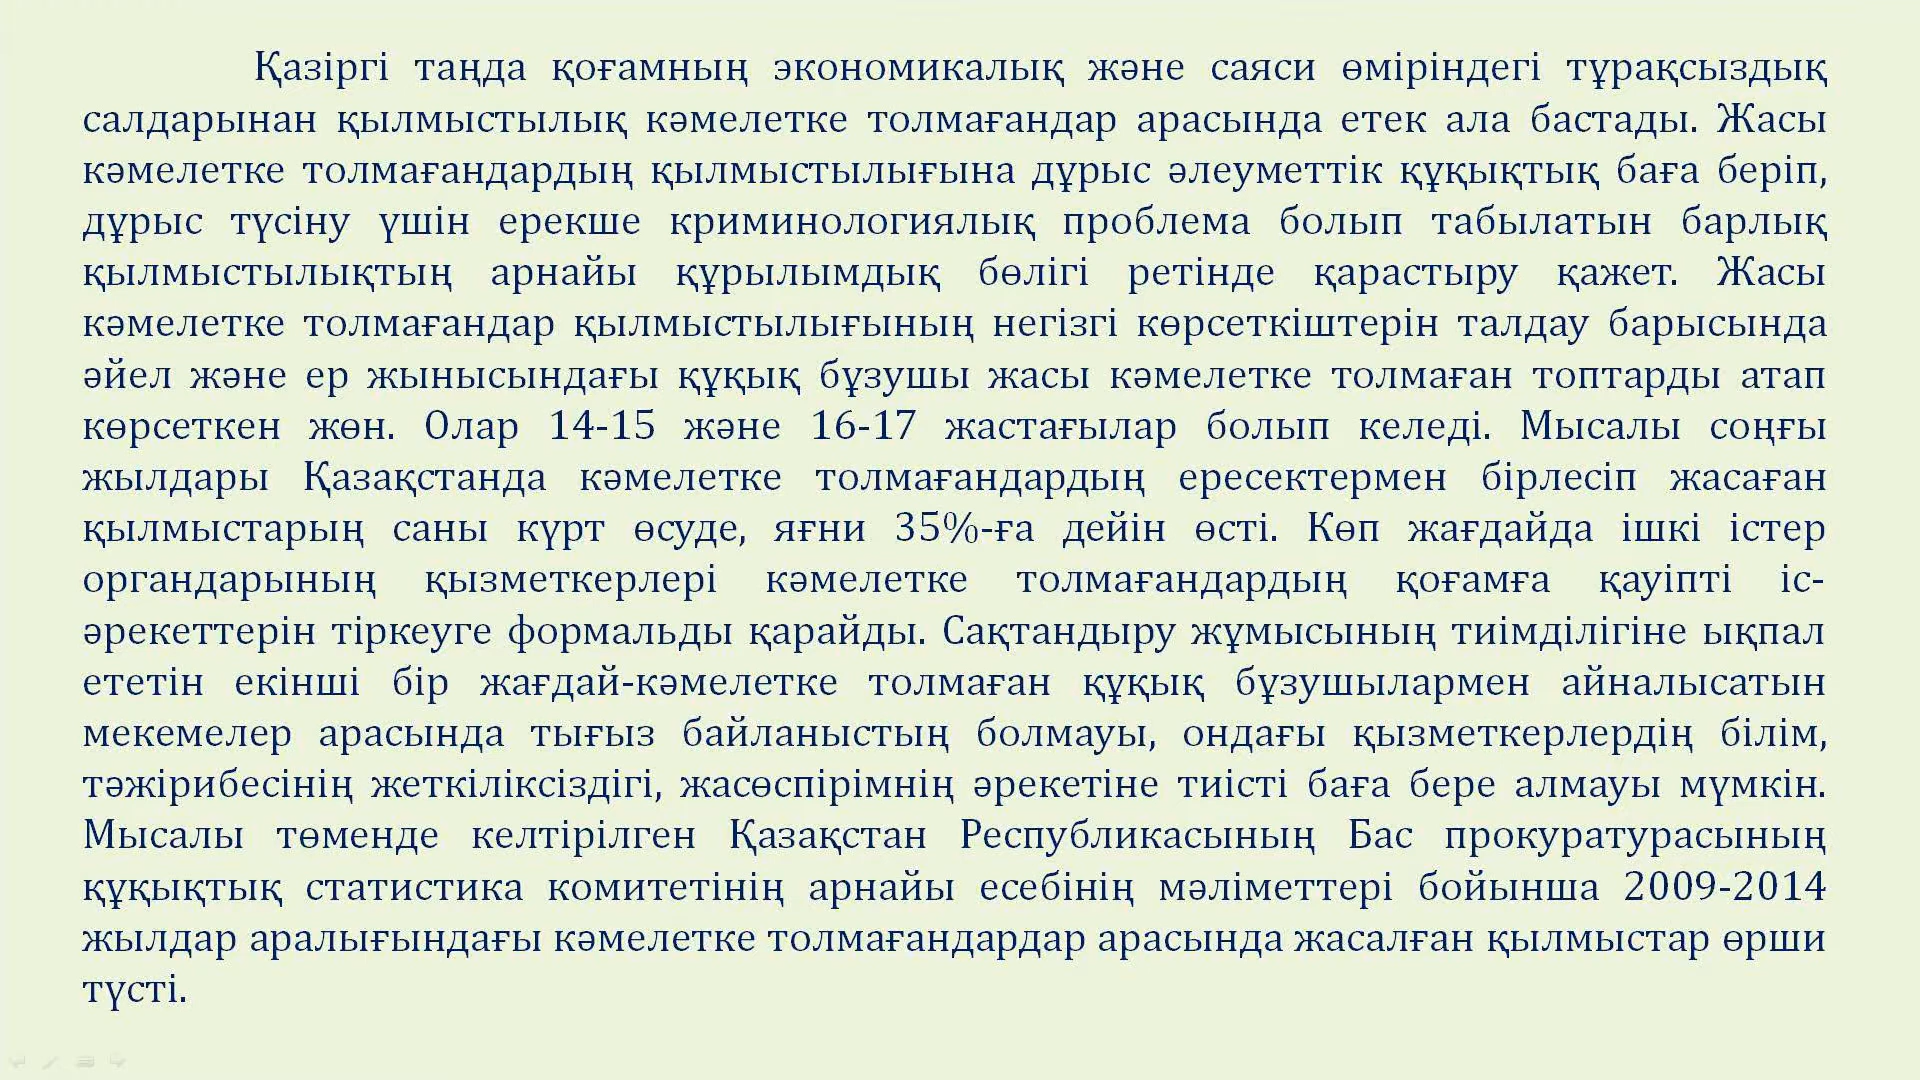 Қазіргі таңда қоғамның экономикалық және саяси өміріндегі тұрақсыздық
салдарынан қылмыстылық кәмелетке толмағандар арасында етек ала бастады. Жасы
кәмелетке толмағандардың қылмыстылығына дұрыс әлеуметтік құқықтық баға беріп,
дұрыс түсіну үшін ерекше криминологиялық проблема болып табылатын барлық
қылмыстылықтың арнайы құрылымдық бөлігі ретінде қарастыру қажет. Жасы
кәмелетке толмағандар қылмыстылығының негізгі көрсеткіштерін талдау барысында
әйел және ер жынысындағы құқық бұзушы жасы кәмелетке толмаған топтарды атап
көрсеткен жөн. Олар 14-15 және 16-17 жастағылар болып келеді. Мысалы соңғы
жылдары Қазақстанда кәмелетке толмағандардың ересектермен бірлесіп жасаған
қылмыстарың саны күрт өсуде, яғни 35%-ға дейін өсті. Көп жағдайда ішкі істер
органдарының қызметкерлері кәмелетке толмағандардың қоғамға қауіпті іс-
әрекеттерін тіркеуге формальды қарайды. Сақтандыру жұмысының тиімділігіне ықпал
ететін екінші бір жағдай-кәмелетке толмаған құқық бұзушылармен айналысатын
мекемелер арасында тығыз байланыстың болмауы, ондағы қызметкерлердің білім,
тәжірибесінің жеткіліксіздігі, жасөспірімнің әрекетіне тиісті баға бере алмауы мүмкін.
Мысалы төменде келтірілген Қазақстан Республикасының Бас прокуратурасының
құқықтық статистика комитетінің арнайы есебінің мәліметтері бойынша 2009-2014
жылдар аралығындағы кәмелетке толмағандардар арасында жасалған қылмыстар өрши
түсті.